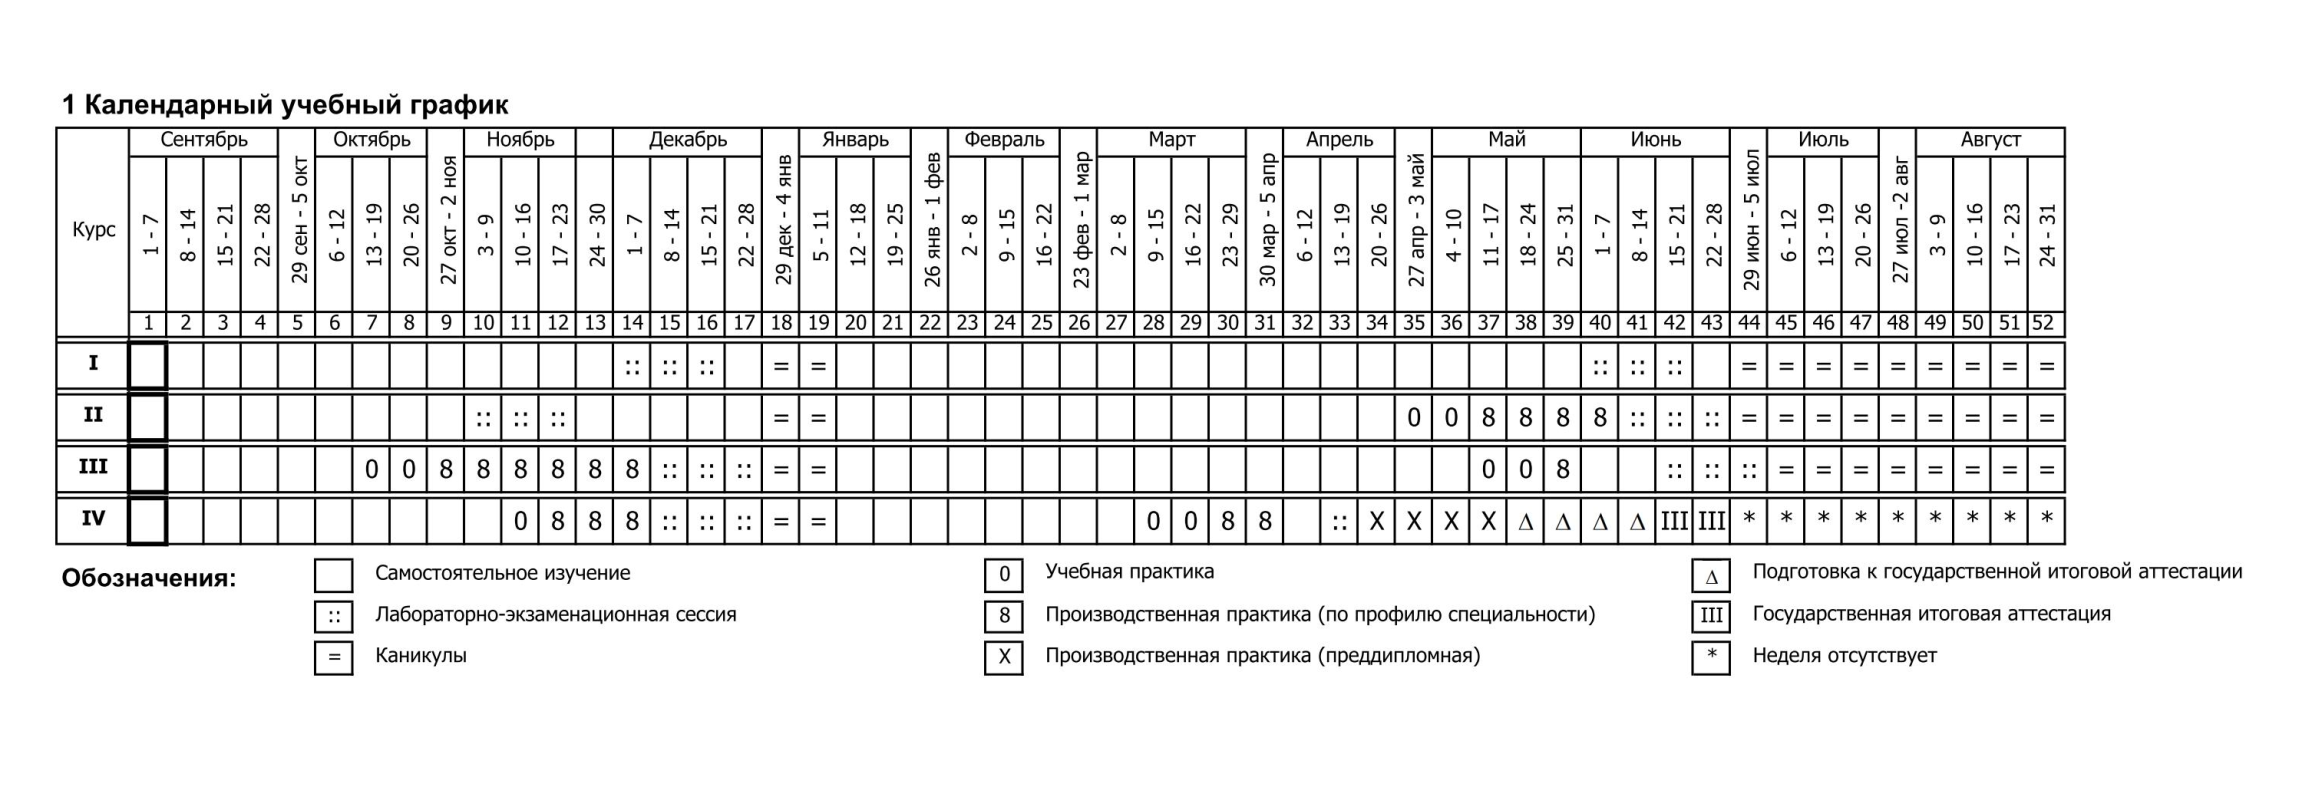 1 Календарный учебный график
Курс Сентябрь 29 сен - 5 окт Октябрь 27 окт - 2 ноя Ноябрь Декабрь 29 дек - 4 янв Январь 26 янв - 1 фев Февраль 23 фев - 1 мар Март 30 мар - 5 апр Апрель 27 апр - 3 май Май Июнь 29 июн - 5 июл Июль 27 июл -2 авг Август
1 - 7 8 - 14 15 - 21 22 - 28 6 - 12 13 - 19 20 - 26 3 - 9 10 - 16 17 - 23 24 - 30 1 - 7 8 - 14 15 - 21 22 - 28 5 - 11 12 - 18 19 - 25 2 - 8 9 - 15 16 - 22 2 - 8 9 - 15 16 - 22 23 - 29 6 - 12 13 - 19 20 - 26 4 - 10 11 - 17 18 - 24 25 - 31 1 - 7 8 - 14 15 - 21 22 - 28 6 - 12 13 - 19 20 - 26 3 - 9 10 - 16 17 - 23 24 - 31
1 2 3 4 5 6 7 8 9 10 11 12 13 14 15 16 17 18 19 20 21 22 23 24 25 26 27 28 29 30 31 32 33 34 35 36 37 38 39 40 41 42 43 44 45 46 47 48 49 50 51 52
I :: :: :: = = :: :: :: = = = = = = = = =
II :: :: :: = = 0 0 8 8 8 8 :: :: :: = = = = = = = = =
III 0 0 8 8 8 8 8 8 :: :: :: = = 0 0 8 :: :: :: = = = = = = = =
IV 0 8 8 8 :: :: :: = = 0 0 8 8 :: X X X X Δ Δ Δ Δ III III * * * * * * * * *
Обозначения:
Самостоятельное изучение 0 Учебная практика Δ Подготовка к государственной итоговой аттестации
:: Лабораторно-экзаменационная сессия 8 Производственная практика (по профилю специальности) III Государственная итоговая аттестация
= Каникулы X Производственная практика (преддипломная) * Неделя отсутствует